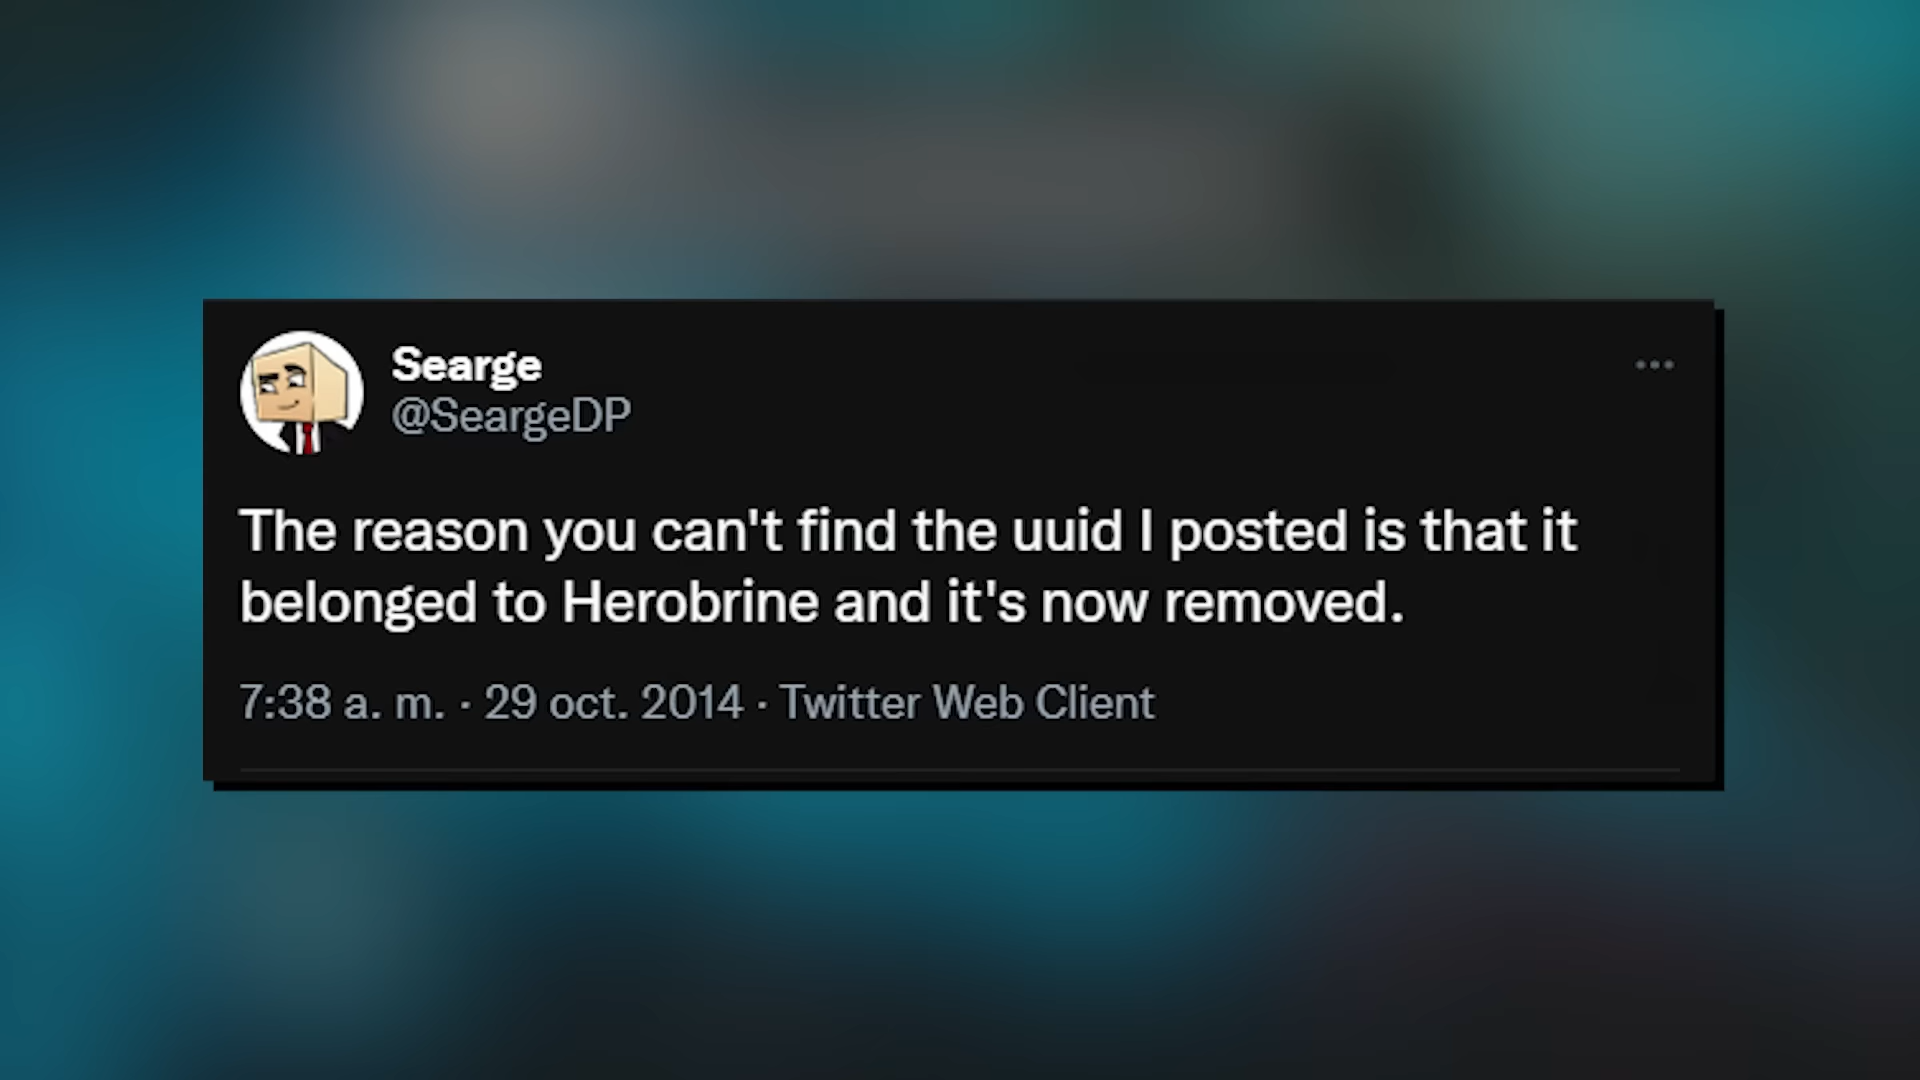 Searge
@SeargeDP
The reason you can't find the uuid I posted is that it
belonged to Herobrine and it's now removed.
7:38 a. m. · 29 oct. 2014 · Twitter Web Client